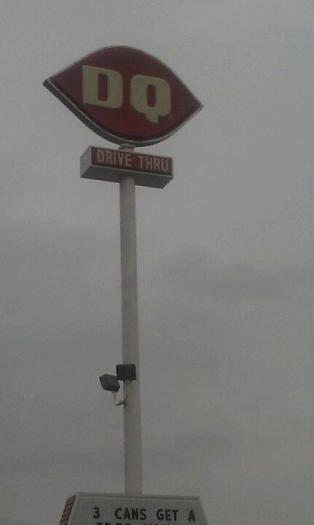 DQ
DRIVE THRU
3 CANS GET A